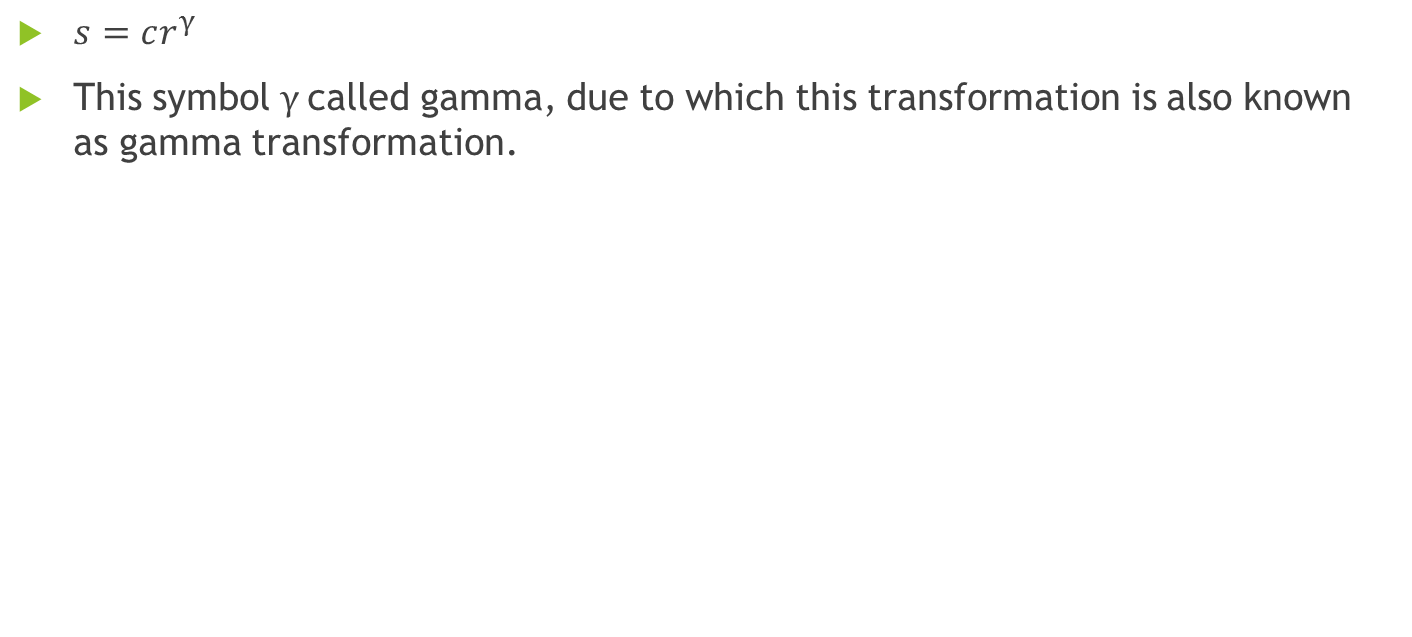 s = cr^γ
This symbol γ called gamma, due to which this transformation is also known
as gamma transformation.